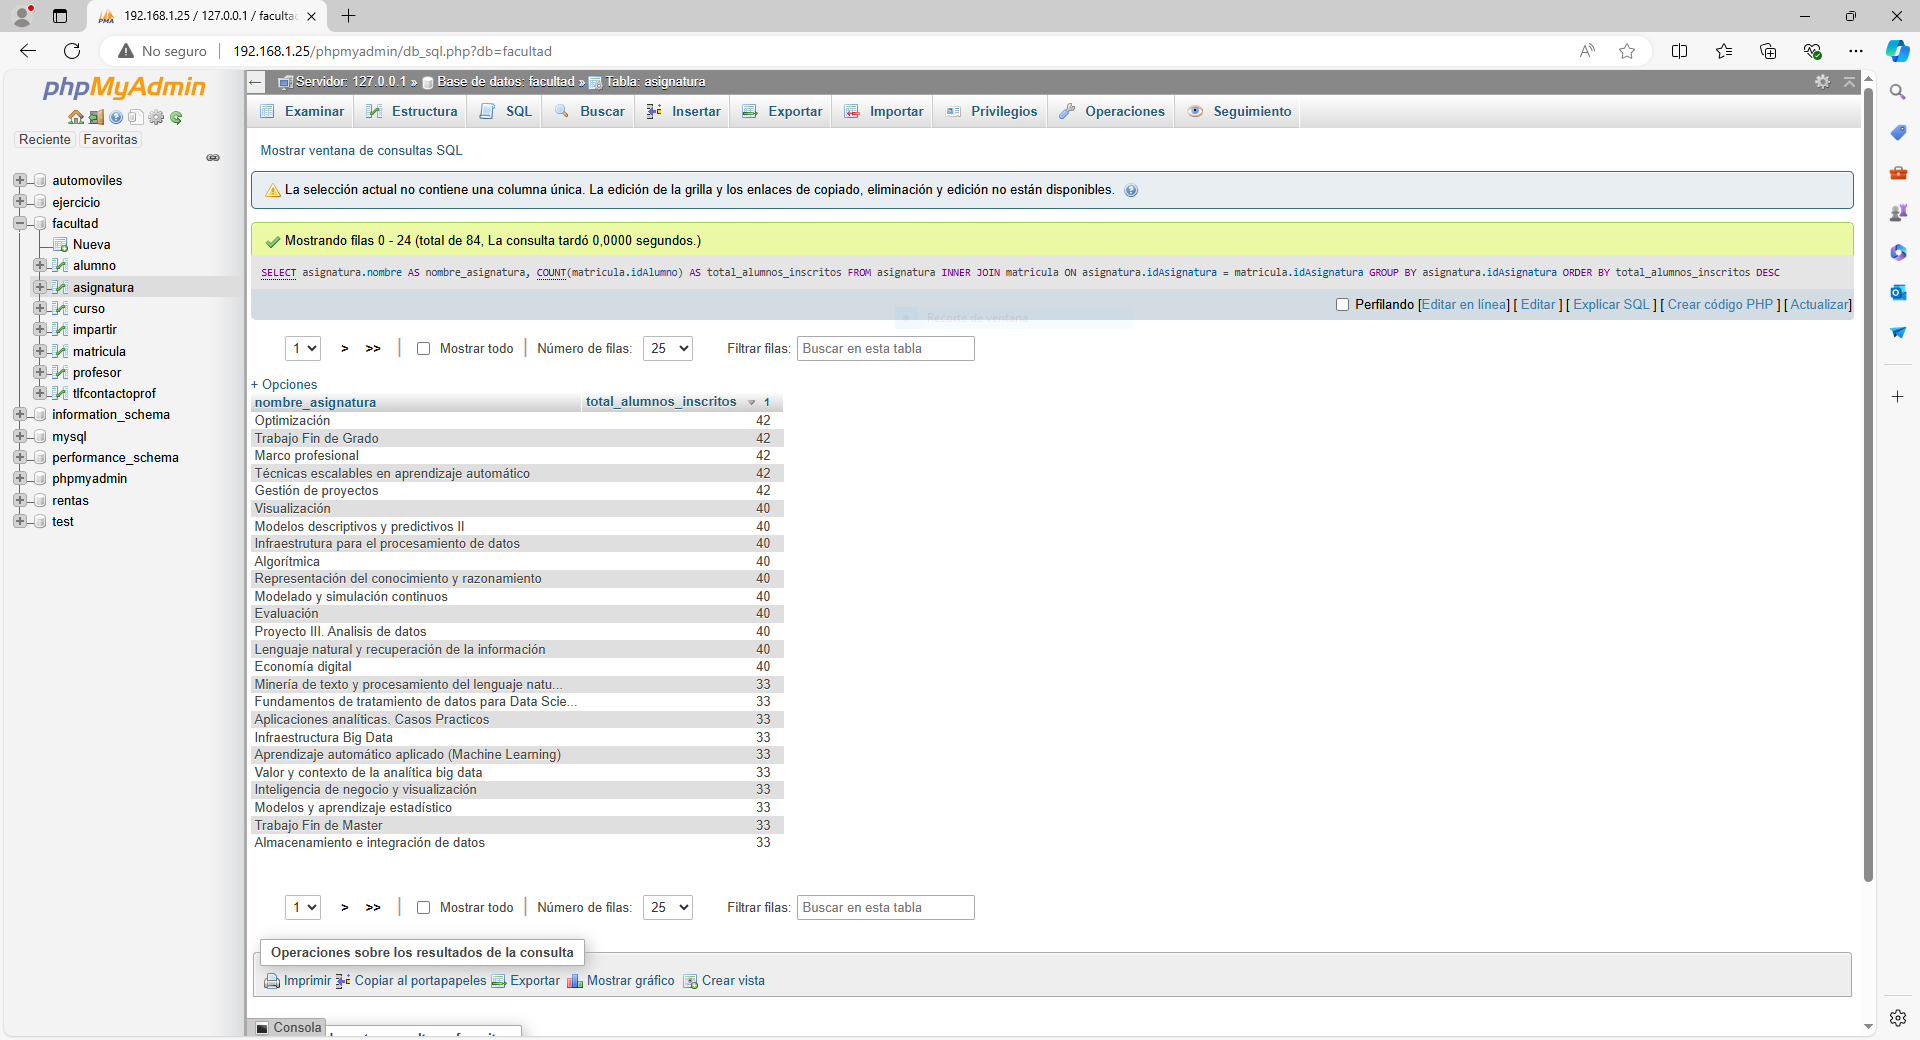 192.168.1.25 / 127.0.0.1 / faculta
No seguro
192.168.1.25/phpmyadmin/db_sql.php?db=facultad
phpMyAdmin
Reciente
Favoritas
automoviles
ejercicio
facultad
Nueva
alumno
asignatura
curso
impartir
matricula
profesor
tlfcontactoprof
information_schema
mysql
performance_schema
phpmyadmin
rentas
test
Servidor: 127.0.0.1 » Base de datos: facultad » Tabla: asignatura
Examinar Estructura SQL Buscar Insertar Exportar Importar Privilegios Operaciones Seguimiento
Mostrar ventana de consultas SQL
La selección actual no contiene una columna única. La edición de la grilla y los enlaces de copiado, eliminación y edición no están disponibles.
Mostrando filas 0 - 24 (total de 84, La consulta tardó 0,0000 segundos.)
SELECT asignatura.nombre AS nombre_asignatura, COUNT(matricula.idAlumno) AS total_alumnos_inscritos FROM asignatura INNER JOIN matricula ON asignatura.idAsignatura = matricula.idAsignatura GROUP BY asignatura.idAsignatura ORDER BY total_alumnos_inscritos DESC
Perfilando [Editar en línea] [ Editar ] [ Explicar SQL ] [ Crear código PHP ] [ Actualizar]
Recorte de ventana
1 > >> | Mostrar todo | Número de filas: 25 Filtrar filas: Buscar en esta tabla
+ Opciones
nombre_asignatura total_alumnos_inscritos 1
Optimización 42
Trabajo Fin de Grado 42
Marco profesional 42
Técnicas escalables en aprendizaje automático 42
Gestión de proyectos 42
Visualización 40
Modelos descriptivos y predictivos II 40
Infraestrutura para el procesamiento de datos 40
Algorítmica 40
Representación del conocimiento y razonamiento 40
Modelado y simulación continuos 40
Evaluación 40
Proyecto III. Analisis de datos 40
Lenguaje natural y recuperación de la información 40
Economía digital 40
Minería de texto y procesamiento del lenguaje natu... 33
Fundamentos de tratamiento de datos para Data Scie... 33
Aplicaciones analíticas. Casos Practicos 33
Infraestructura Big Data 33
Aprendizaje automático aplicado (Machine Learning) 33
Valor y contexto de la analítica big data 33
Inteligencia de negocio y visualización 33
Modelos y aprendizaje estadístico 33
Trabajo Fin de Master 33
Almacenamiento e integración de datos 33
1 > >> | Mostrar todo | Número de filas: 25 Filtrar filas: Buscar en esta tabla
Operaciones sobre los resultados de la consulta
Imprimir Copiar al portapapeles Exportar Mostrar gráfico Crear vista
Consola